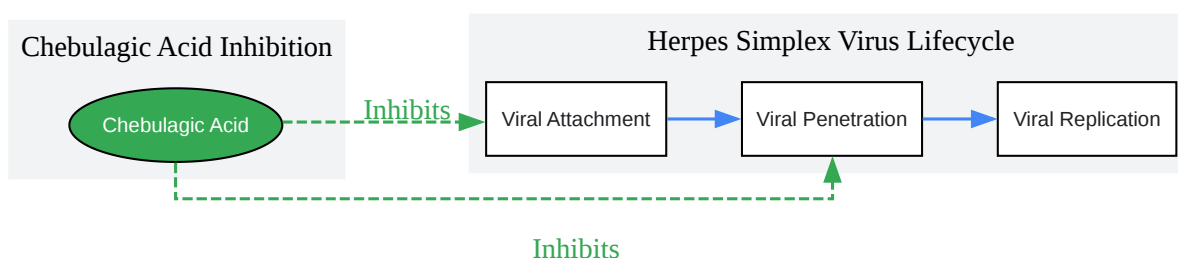 Chebulagic Acid Inhibition
Herpes Simplex Virus Lifecycle
Chebulagic Acid
Inhibits
Viral Attachment
Viral Penetration
Viral Replication
Inhibits